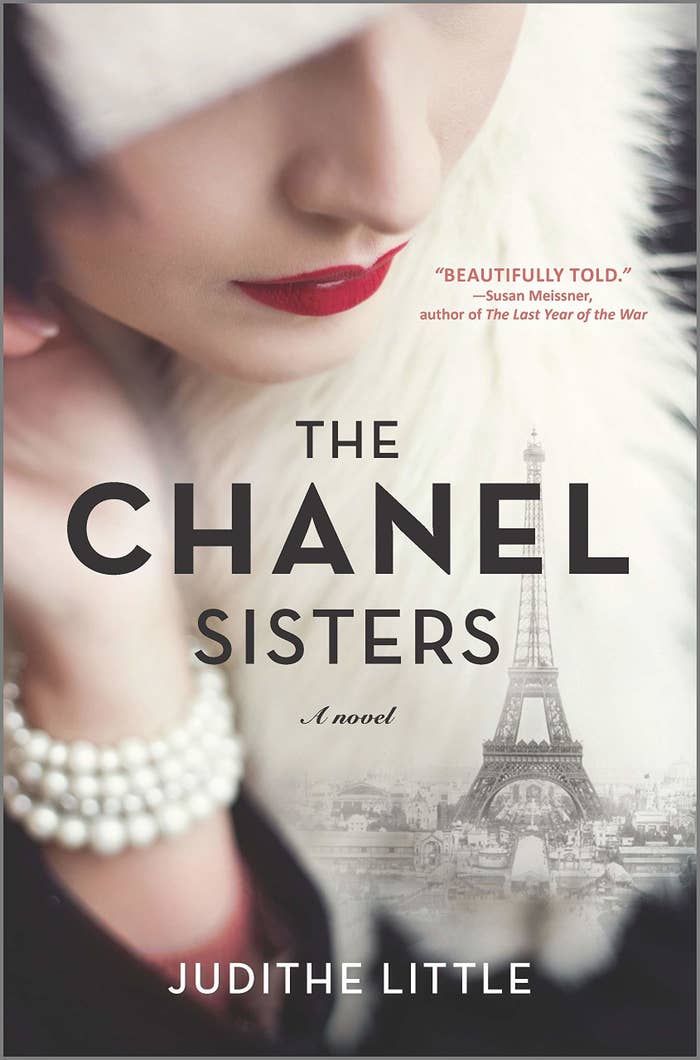 “BEAUTIFULLY TOLD.”
—Susan Meissner,
author of The Last Year of the War
THE
CHANEL
SISTERS
A novel
JUDITHE LITTLE